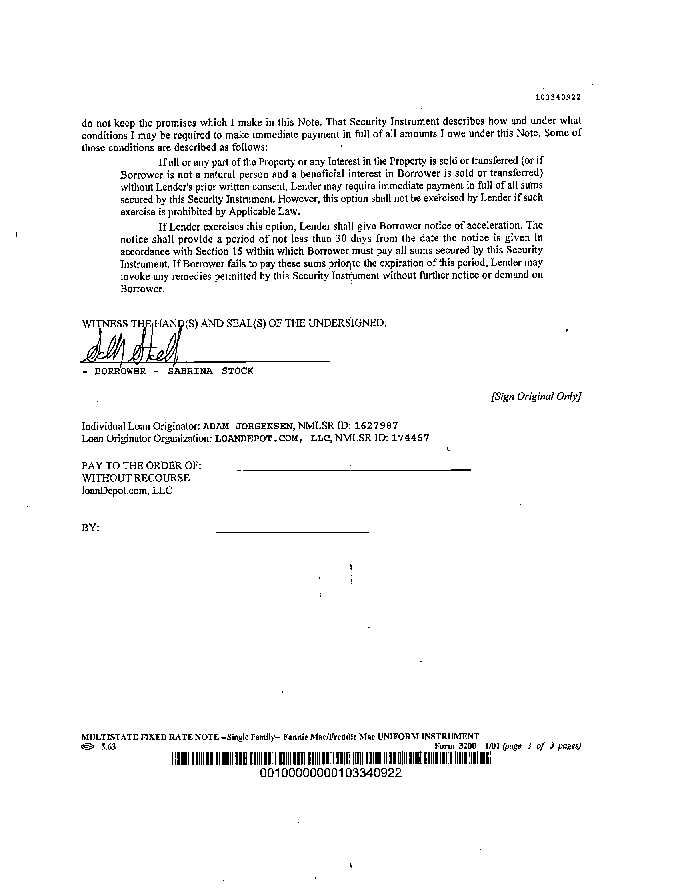 103340922
do not keep the promises which I make in this Note. That Security Instrument describes how and under what
conditions I may be required to make immediate payment in full of all amounts I owe under this Note. Some of
those conditions are described as follows:
If all or any part of the Property or any Interest in the Property is sold or transferred (or if
Borrower is not a natural person and a beneficial interest in Borrower is sold or transferred)
without Lender's prior written consent, Lender may require immediate payment in full of all sums
secured by this Security Instrument. However, this option shall not be exercised by Lender if such
exercise is prohibited by Applicable Law.
If Lender exercises this option, Lender shall give Borrower notice of acceleration. The
notice shall provide a period of not less than 30 days from the date the notice is given in
accordance with Section 15 within which Borrower must pay all sums secured by this Security
Instrument. If Borrower fails to pay these sums prior to the expiration of this period, Lender may
invoke any remedies permitted by this Security Instrument without further notice or demand on
Borrower.
WITNESS THE HAND(S) AND SEAL(S) OF THE UNDERSIGNED.
- BORROWER - SABRINA STOCK
[Sign Original Only]
Individual Loan Originator: ADAM JORGENSEN, NMLSR ID: 1627987
Loan Originator Organization: LOANDEPOT.COM, LLC, NMLSR ID: 174457
PAY TO THE ORDER OF:
WITHOUT RECOURSE
loanDepot.com, LLC
BY:
MULTISTATE FIXED RATE NOTE -Single Family- Fannie Mae/Freddie Mac UNIFORM INSTRUMENT
5.63 Form 3200 1/01 (page 3 of 3 pages)
00100000000103340922